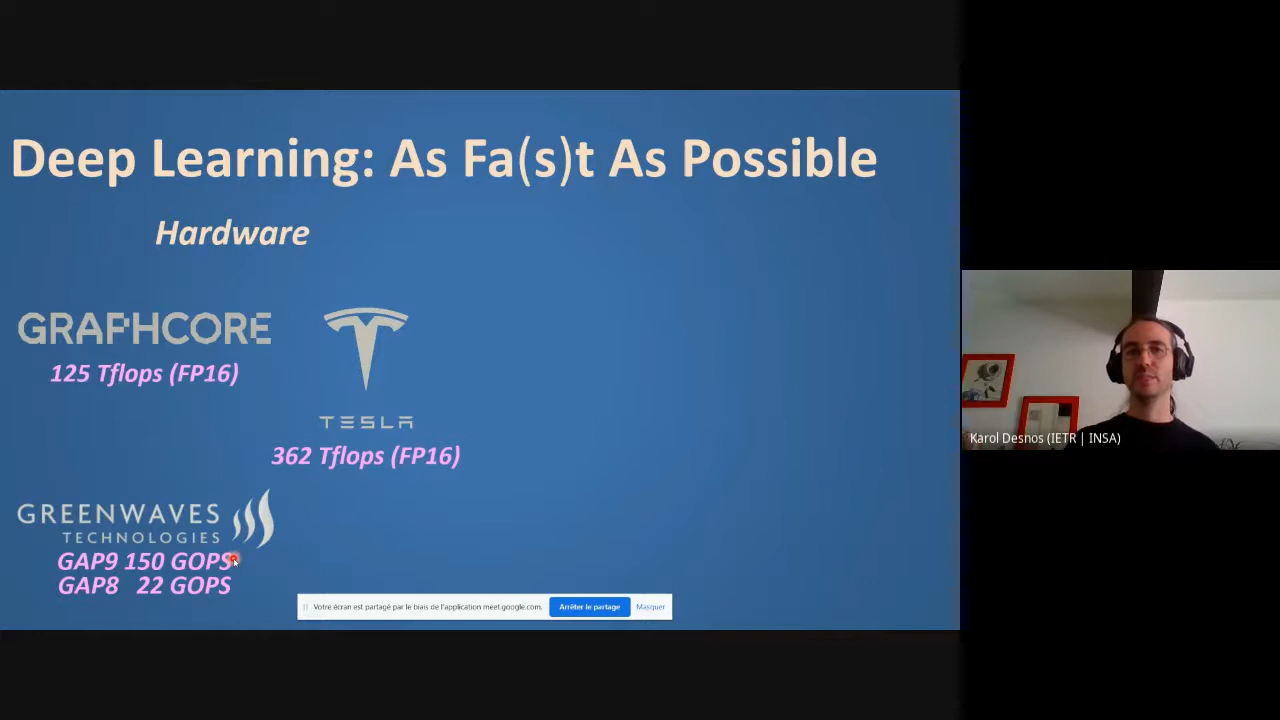 Deep Learning: As Fa(s)t As Possible
Hardware
GRAPHCORE
125 Tflops (FP16)
TESLA
362 Tflops (FP16)
GREENWAVES
TECHNOLOGIES
GAP9 150 GOPS
GAP8 22 GOPS
Votre écran est partagé par le biais de l'application meet.google.com.
Arrêter le partage
Masquer
Karol Desnos (IETR | INSA)